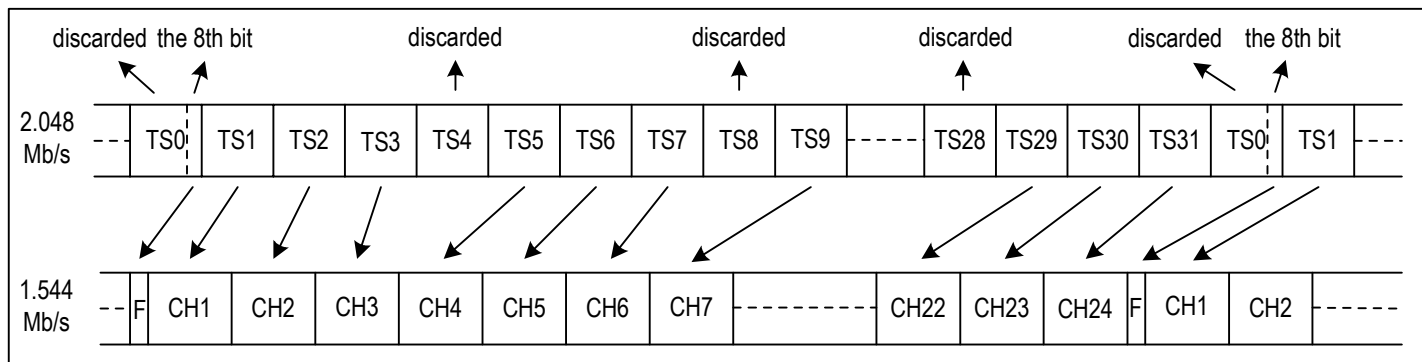 discarded the 8th bit discarded discarded discarded discarded the 8th bit
2.048 Mb/s
TS0 TS1 TS2 TS3 TS4 TS5 TS6 TS7 TS8 TS9 TS28 TS29 TS30 TS31 TS0 TS1
1.544 Mb/s
F CH1 CH2 CH3 CH4 CH5 CH6 CH7 CH22 CH23 CH24 F CH1 CH2